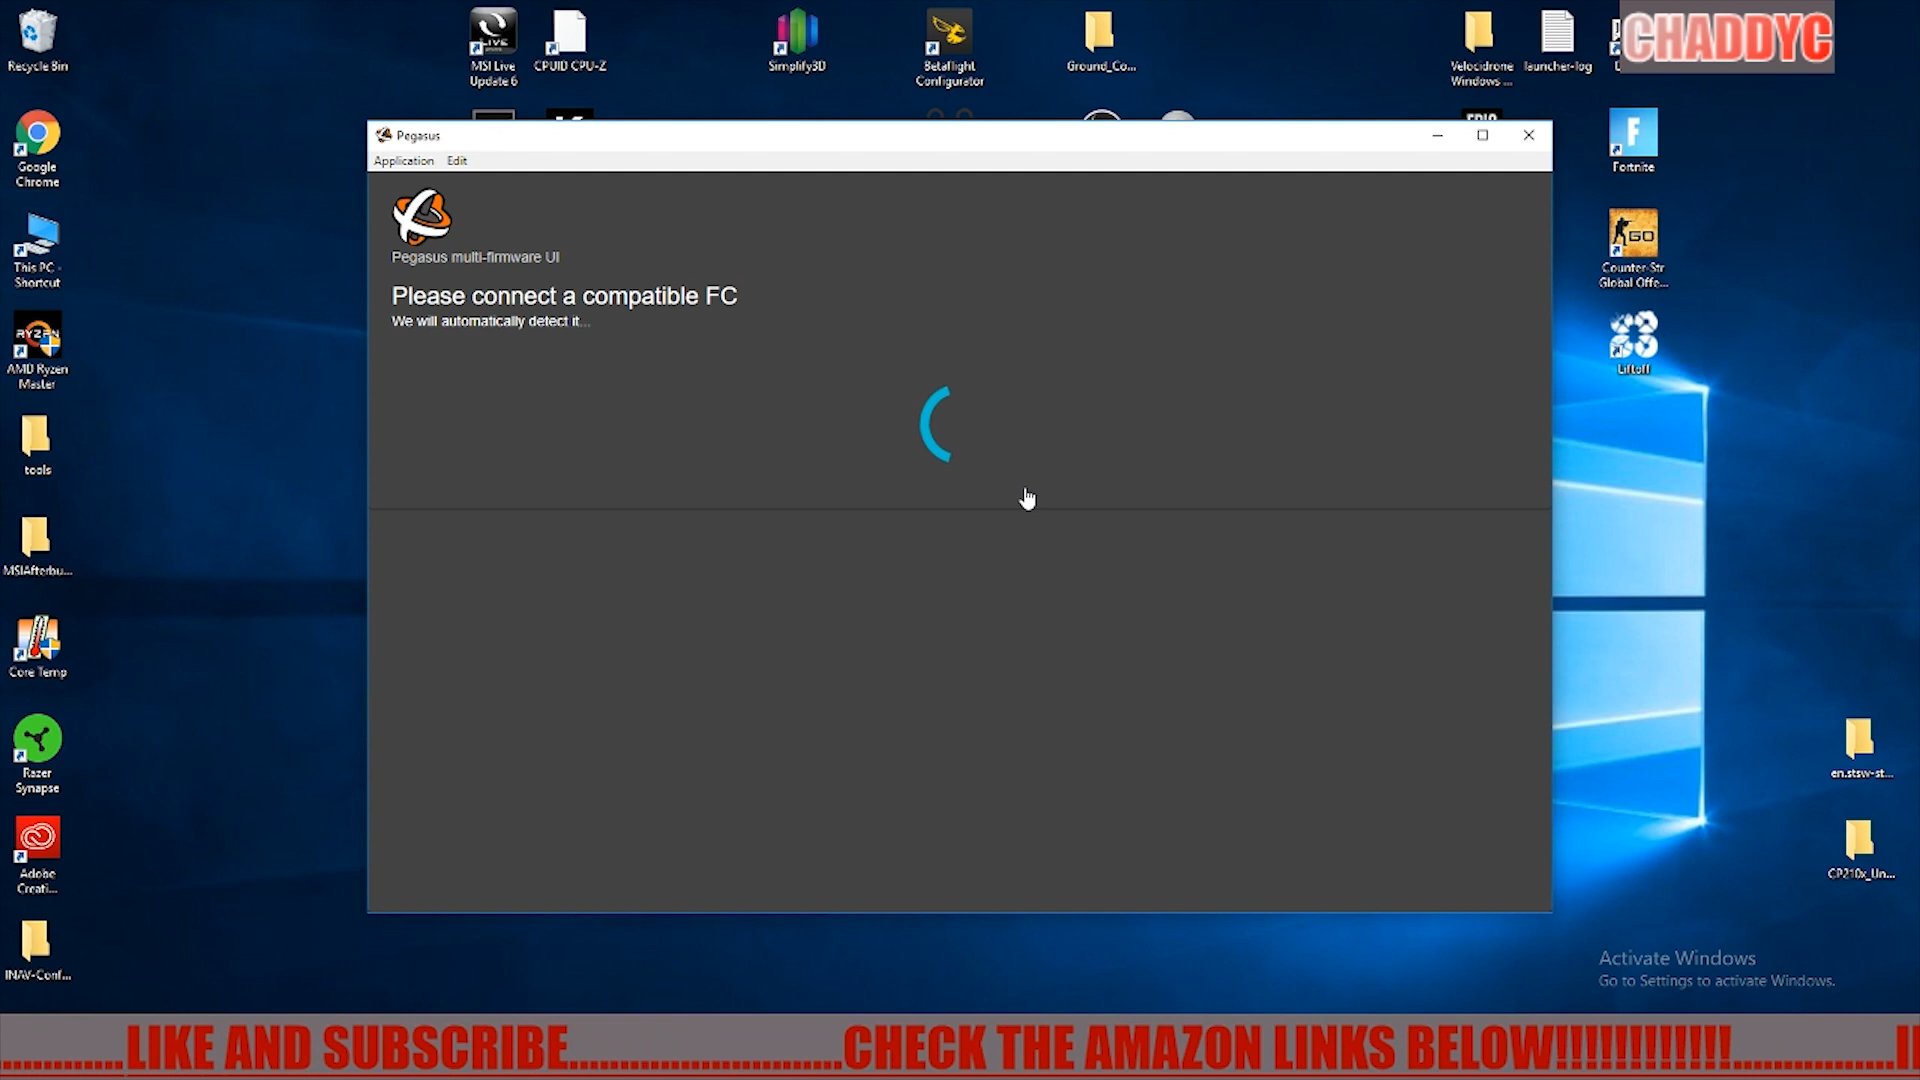 Recycle Bin
LIVE
MSI Live
Update 6
CPUID CPU-Z
Simplify3D
Betaflight
Configurator
Ground_Co...
Velocidrone
Windows ...
launcher-log
CHADDYC
Google
Chrome
This PC -
Shortcut
RYZEN
AMD Ryzen
Master
tools
MSIAfterbu...
Core Temp
Razer
Synapse
Adobe
Creati...
INAV-Conf...
Pegasus
Application Edit
Pegasus multi-firmware UI
Please connect a compatible FC
We will automatically detect it...
F
Fortnite
GO
Counter-Str
Global Offe...
Liftoff
en.stsw-st...
CP210x_Un...
Activate Windows
Go to Settings to activate Windows.
............LIKE AND SUBSCRIBE...........................CHECK THE AMAZON LINKS BELOW!!!!!!!!!!!!...............